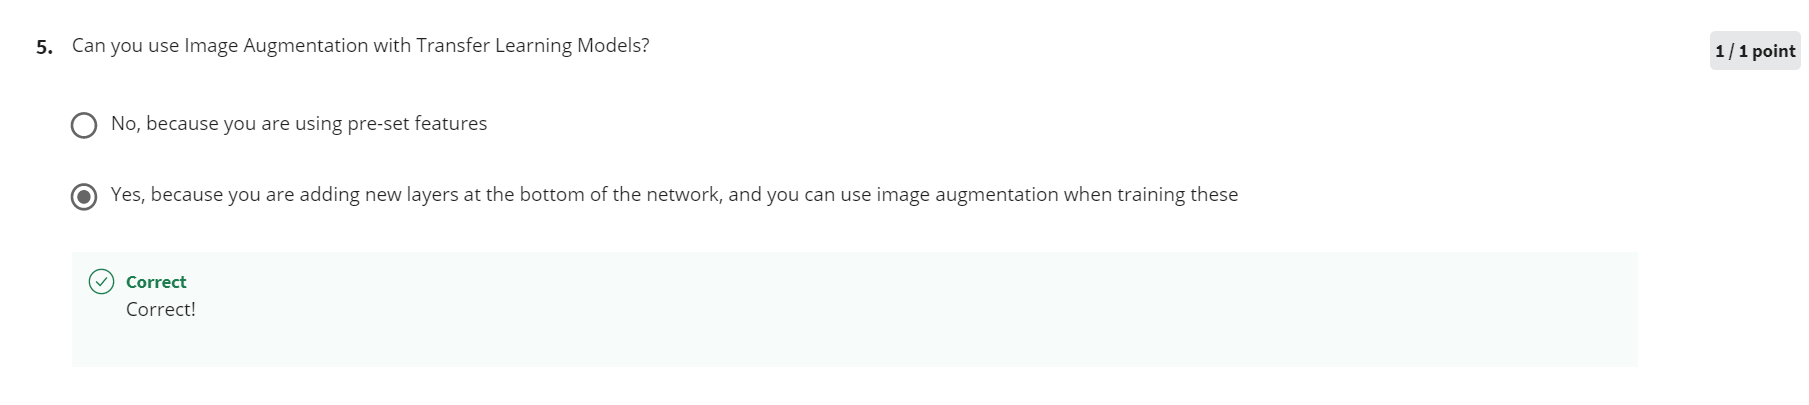 5. Can you use Image Augmentation with Transfer Learning Models?
1 / 1 point
No, because you are using pre-set features
Yes, because you are adding new layers at the bottom of the network, and you can use image augmentation when training these
Correct
Correct!